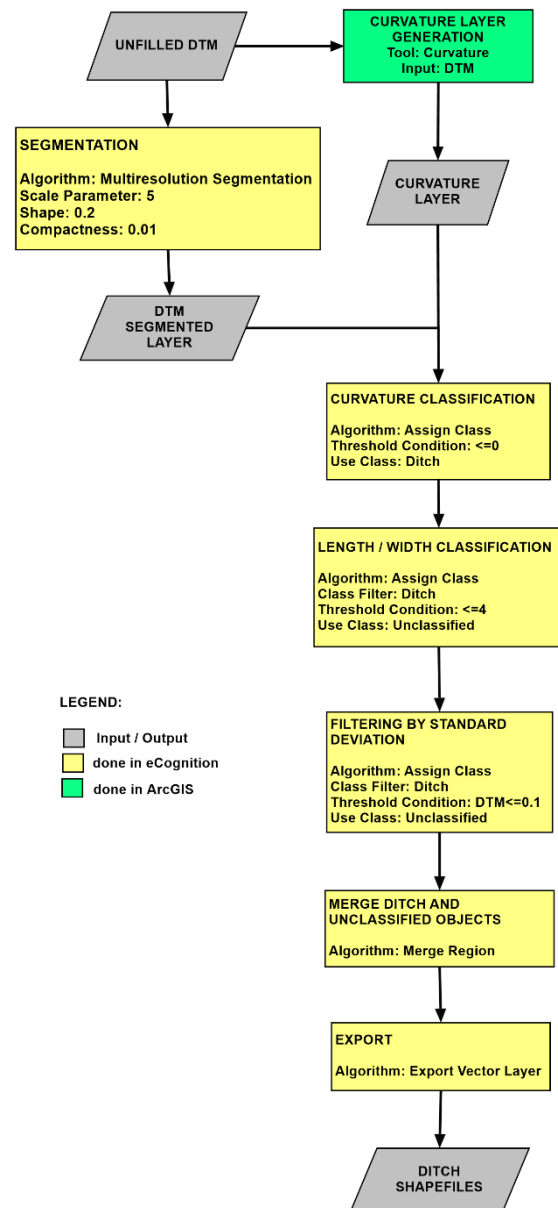 UNFILLED DTM
CURVATURE LAYER
GENERATION
Tool: Curvature
Input: DTM
SEGMENTATION
Algorithm: Multiresolution Segmentation
Scale Parameter: 5
Shape: 0.2
Compactness: 0.01
CURVATURE
LAYER
DTM
SEGMENTED
LAYER
CURVATURE CLASSIFICATION
Algorithm: Assign Class
Threshold Condition: <=0
Use Class: Ditch
LENGTH / WIDTH CLASSIFICATION
Algorithm: Assign Class
Class Filter: Ditch
Threshold Condition: <=4
Use Class: Unclassified
LEGEND:
Input / Output
done in eCognition
done in ArcGIS
FILTERING BY STANDARD
DEVIATION
Algorithm: Assign Class
Class Filter: Ditch
Threshold Condition: DTM<=0.1
Use Class: Unclassified
MERGE DITCH AND
UNCLASSIFIED OBJECTS
Algorithm: Merge Region
EXPORT
Algorithm: Export Vector Layer
DITCH
SHAPEFILES